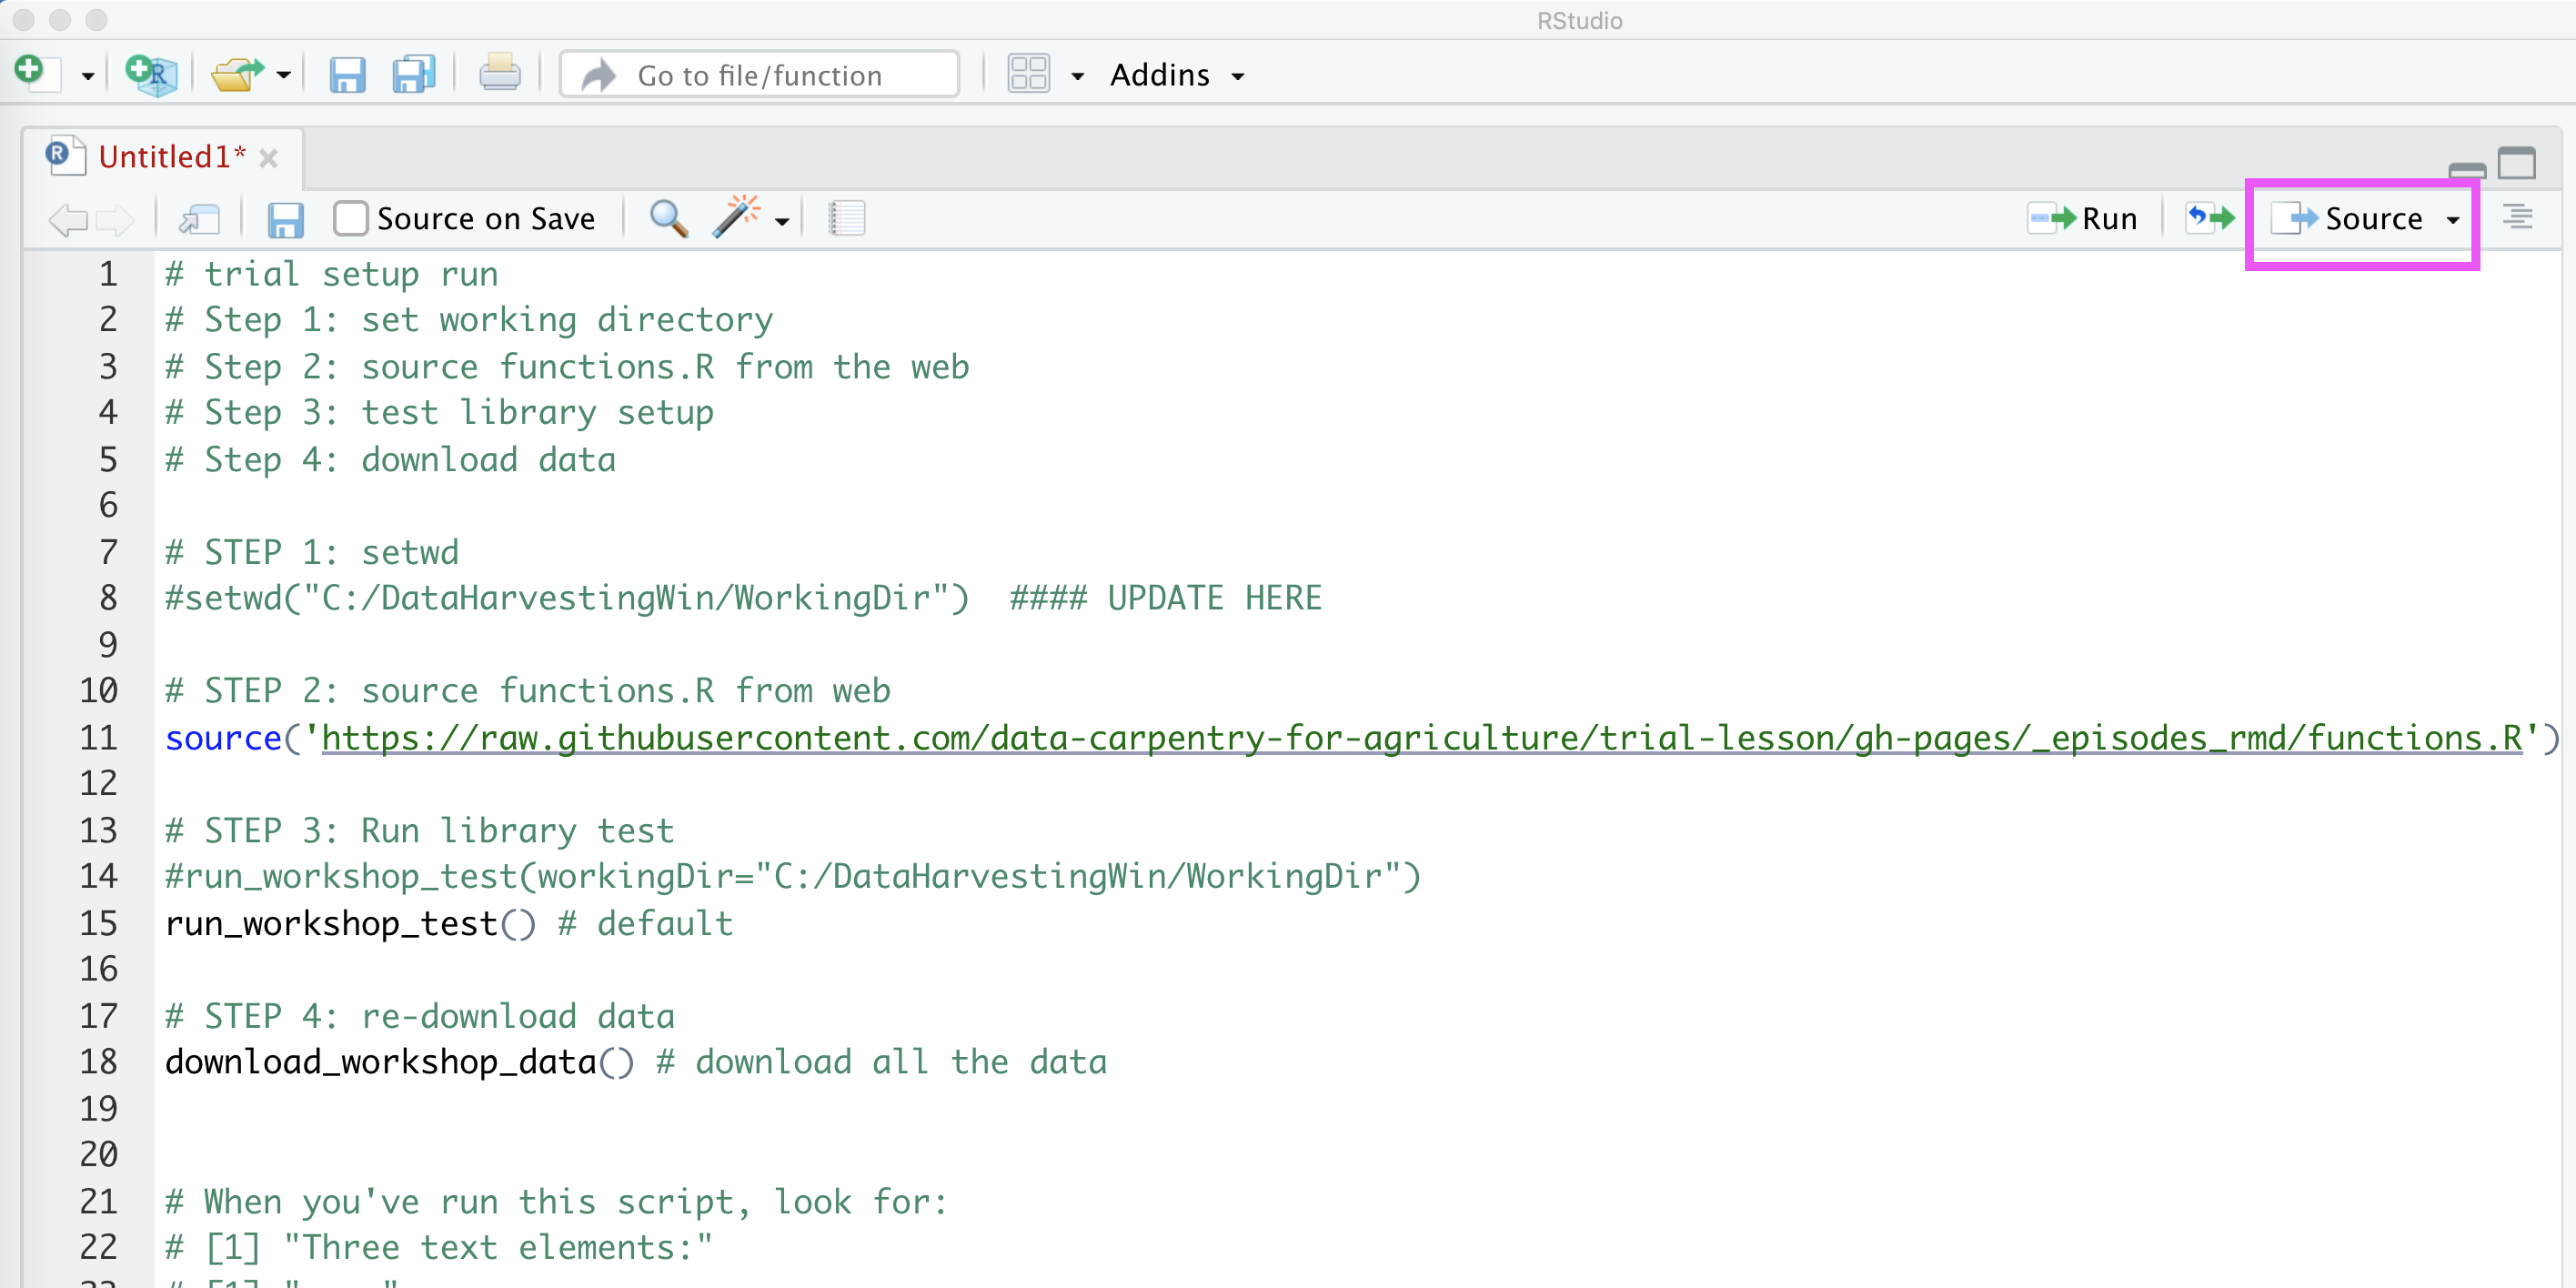 RStudio
Go to file/function
Addins
Untitled1*
Source on Save
Run
Source
1 # trial setup run
2 # Step 1: set working directory
3 # Step 2: source functions.R from the web
4 # Step 3: test library setup
5 # Step 4: download data
6
7 # STEP 1: setwd
8 #setwd("C:/DataHarvestingWin/WorkingDir")  #### UPDATE HERE
9
10 # STEP 2: source functions.R from web
11 source('https://raw.githubusercontent.com/data-carpentry-for-agriculture/trial-lesson/gh-pages/_episodes_rmd/functions.R')
12
13 # STEP 3: Run library test
14 #run_workshop_test(workingDir="C:/DataHarvestingWin/WorkingDir")
15 run_workshop_test() # default
16
17 # STEP 4: re-download data
18 download_workshop_data() # download all the data
19
20
21 # When you've run this script, look for:
22 # [1] "Three text elements:"